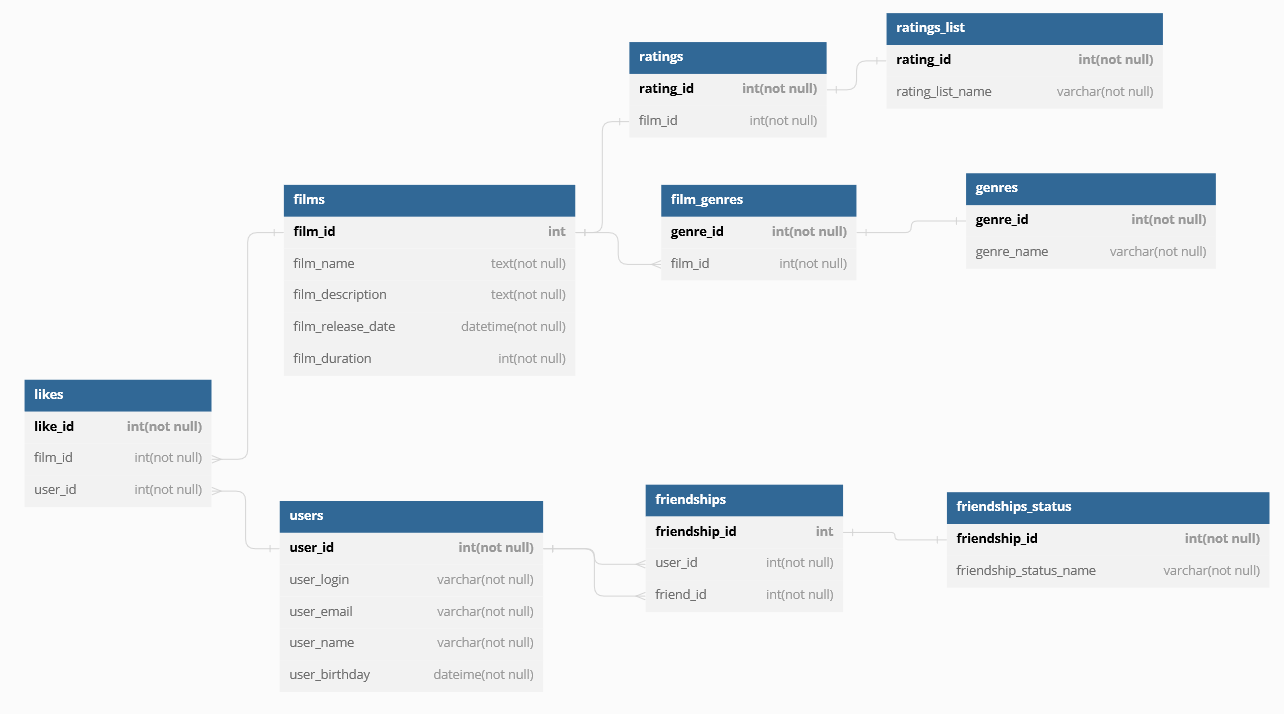 ratings_list
rating_id int(not null)
rating_list_name varchar(not null)
ratings
rating_id int(not null)
film_id int(not null)
films
film_id int
film_name text(not null)
film_description text(not null)
film_release_date datetime(not null)
film_duration int(not null)
film_genres
genre_id int(not null)
film_id int(not null)
genres
genre_id int(not null)
genre_name varchar(not null)
likes
like_id int(not null)
film_id int(not null)
user_id int(not null)
users
user_id int(not null)
user_login varchar(not null)
user_email varchar(not null)
user_name varchar(not null)
user_birthday dateime(not null)
friendships
friendship_id int
user_id int(not null)
friend_id int(not null)
friendships_status
friendship_id int(not null)
friendship_status_name varchar(not null)